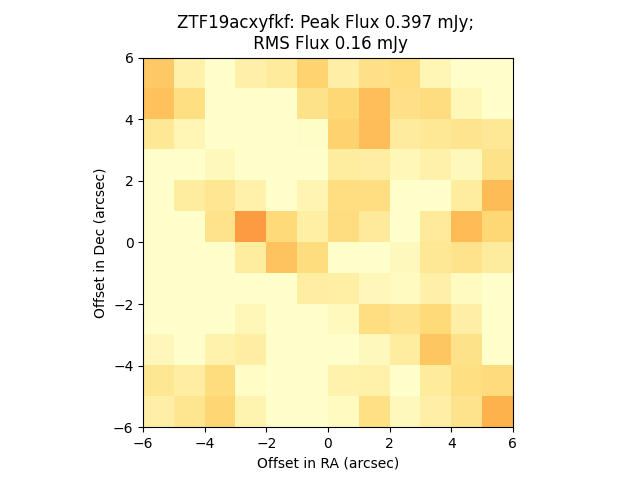 ZTF19acxyfkf: Peak Flux 0.397 mJy;
RMS Flux 0.16 mJy
6
4
2
0
−2
−4
−6
Offset in Dec (arcsec)
−6 −4 −2 0 2 4 6
Offset in RA (arcsec)